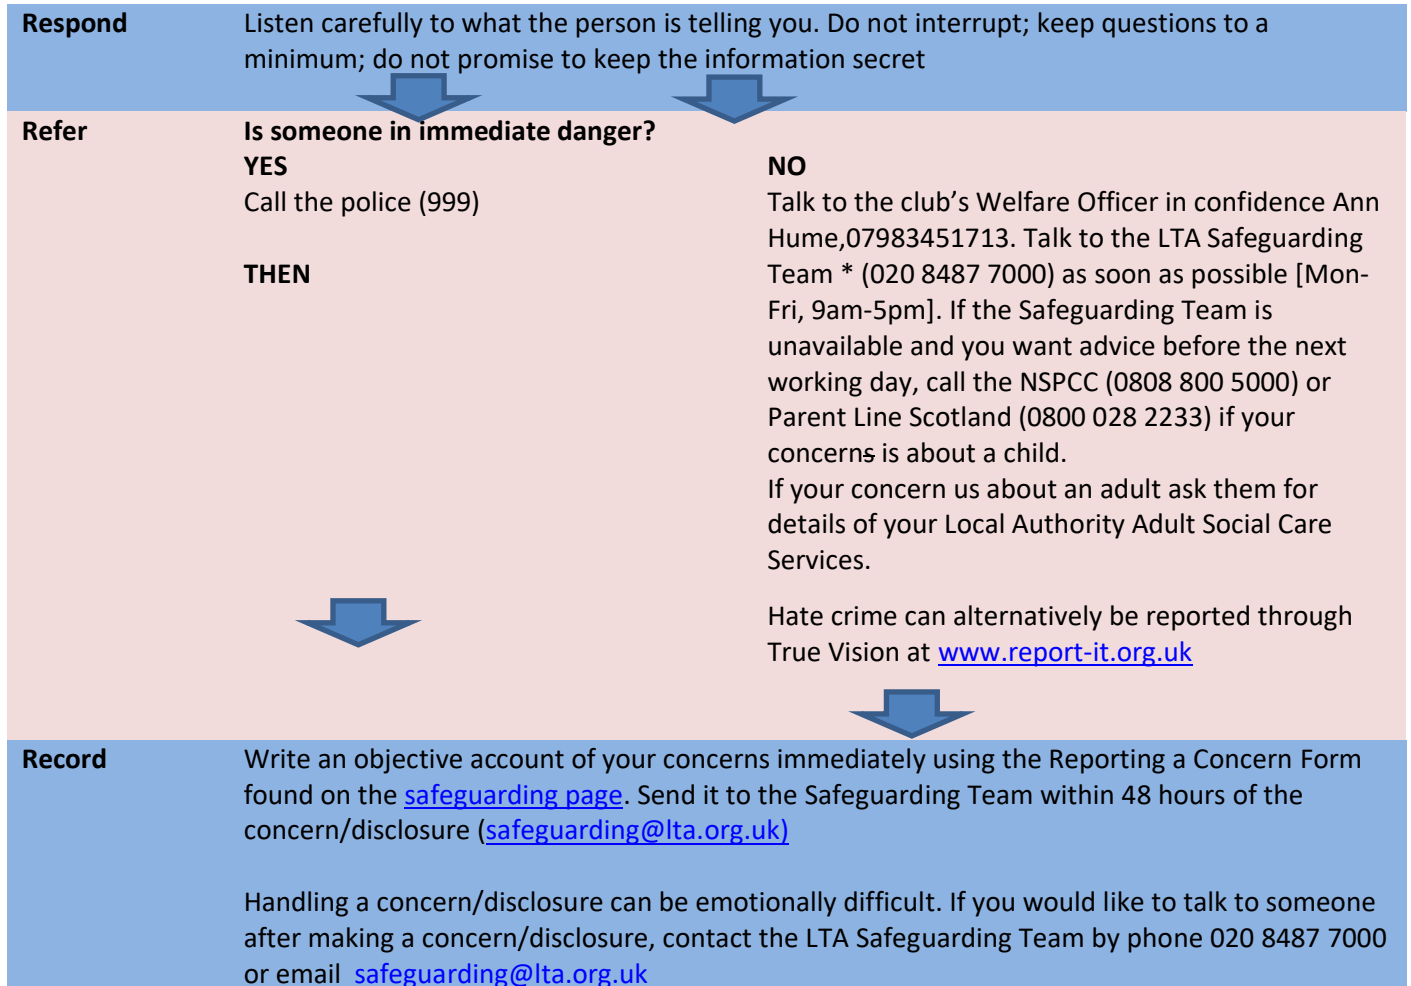 Respond
Listen carefully to what the person is telling you. Do not interrupt; keep questions to a
minimum; do not promise to keep the information secret
Refer
Is someone in immediate danger?
YES
Call the police (999)
THEN
NO
Talk to the club’s Welfare Officer in confidence Ann
Hume,07983451713. Talk to the LTA Safeguarding
Team * (020 8487 7000) as soon as possible [Mon-
Fri, 9am-5pm]. If the Safeguarding Team is
unavailable and you want advice before the next
working day, call the NSPCC (0808 800 5000) or
Parent Line Scotland (0800 028 2233) if your
concerns is about a child.
If your concern us about an adult ask them for
details of your Local Authority Adult Social Care
Services.
Hate crime can alternatively be reported through
True Vision at www.report-it.org.uk
Record
Write an objective account of your concerns immediately using the Reporting a Concern Form
found on the safeguarding page. Send it to the Safeguarding Team within 48 hours of the
concern/disclosure (safeguarding@lta.org.uk)
Handling a concern/disclosure can be emotionally difficult. If you would like to talk to someone
after making a concern/disclosure, contact the LTA Safeguarding Team by phone 020 8487 7000
or email safeguarding@lta.org.uk